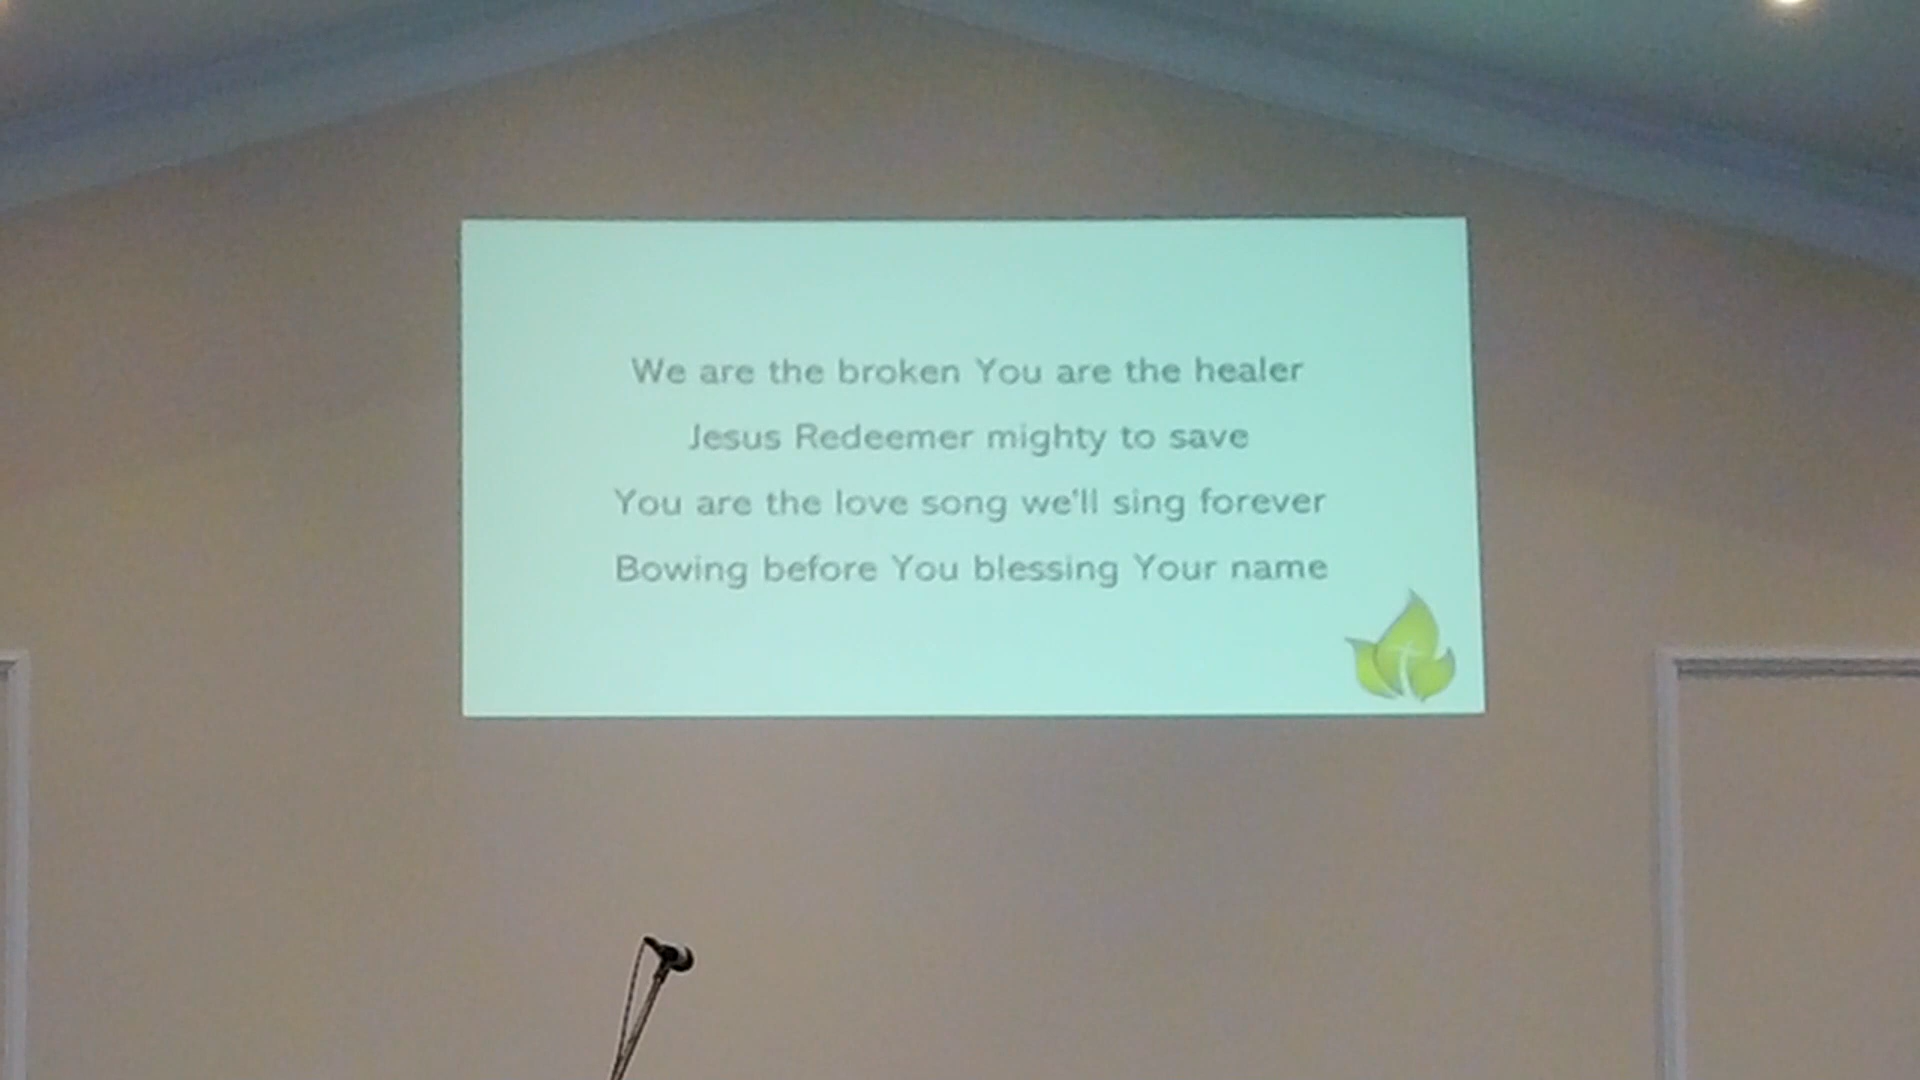 We are the broken You are the healer
Jesus Redeemer mighty to save
You are the love song we'll sing forever
Bowing before You blessing Your name